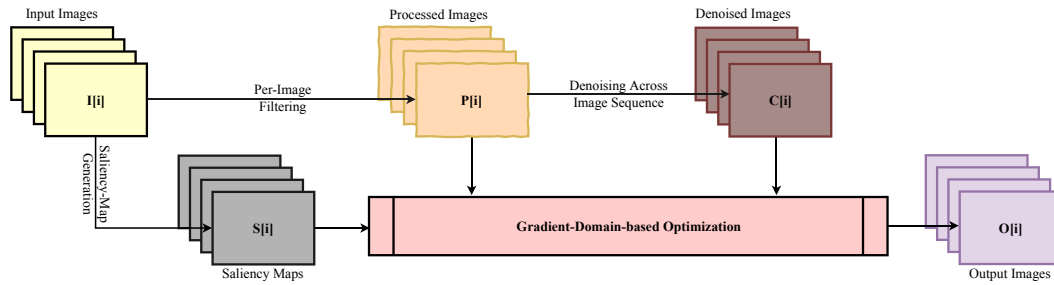 Input Images
Processed Images
Denoised Images
I[i]
Per-Image
Filtering
P[i]
Denoising Across
Image Sequence
C[i]
Saliency-Map
Generation
S[i]
Gradient-Domain-based Optimization
O[i]
Saliency Maps
Output Images